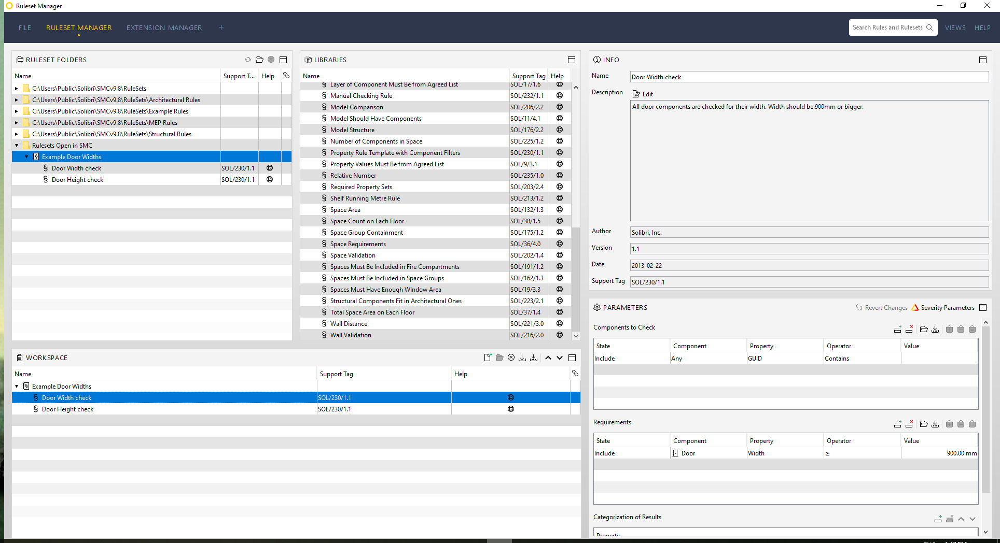 Ruleset Manager
FILE RULESET MANAGER EXTENSION MANAGER +
Search Rules and Rulesets VIEWS HELP
RULESET FOLDERS
Name Support T... Help
C:\Users\Public\Solibri\SMCv9.8\RuleSets
C:\Users\Public\Solibri\SMCv9.8\RuleSets\Architectural Rules
C:\Users\Public\Solibri\SMCv9.8\RuleSets\Example Rules
C:\Users\Public\Solibri\SMCv9.8\RuleSets\MEP Rules
C:\Users\Public\Solibri\SMCv9.8\RuleSets\Structural Rules
Rulesets Open in SMC
Example Door Widths
§ Door Width check SOL/230/1.1
§ Door Height check SOL/230/1.1
LIBRARIES
Name Support Tag Help
§ Layer of Component Must Be from Agreed List SOL/17/1.6
§ Manual Checking Rule SOL/232/1.1
§ Model Comparison SOL/206/2.2
§ Model Should Have Components SOL/11/4.1
§ Model Structure SOL/176/2.2
§ Number of Components in Space SOL/225/1.2
§ Property Rule Template with Component Filters SOL/230/1.1
§ Property Values Must Be from Agreed List SOL/9/3.1
§ Relative Number SOL/235/1.0
§ Required Property Sets SOL/203/2.4
§ Shelf Running Metre Rule SOL/213/1.2
§ Space Area SOL/132/1.3
§ Space Count on Each Floor SOL/38/1.5
§ Space Group Containment SOL/175/1.2
§ Space Requirements SOL/36/4.0
§ Space Validation SOL/202/1.4
§ Spaces Must Be Included in Fire Compartments SOL/191/1.2
§ Spaces Must Be Included in Space Groups SOL/162/1.3
§ Spaces Must Have Enough Window Area SOL/19/3.3
§ Structural Components Fit in Architectural Ones SOL/223/2.1
§ Total Space Area on Each Floor SOL/37/1.4
§ Wall Distance SOL/221/3.0
§ Wall Validation SOL/216/2.0
WORKSPACE
Name Support Tag Help
Example Door Widths
§ Door Width check SOL/230/1.1
§ Door Height check SOL/230/1.1
INFO
Name Door Width check
Description Edit
All door components are checked for their width. Width should be 900mm or bigger.
Author Solibri, Inc.
Version 1.1
Date 2013-02-22
Support Tag SOL/230/1.1
PARAMETERS Revert Changes Severity Parameters
Components to Check
State Component Property Operator Value
Include Any GUID Contains
Requirements
State Component Property Operator Value
Include Door Width ≥ 900.00 mm
Categorization of Results
Property